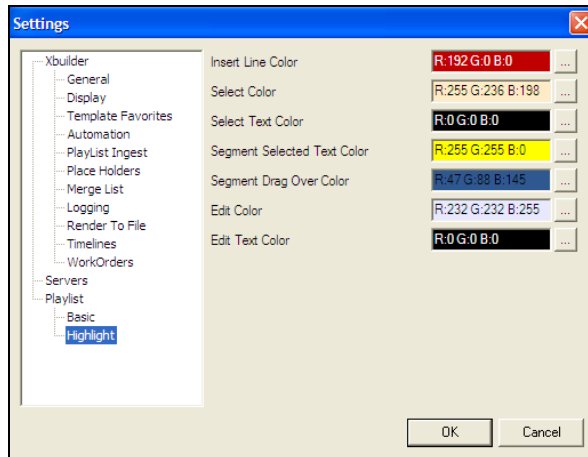 Settings
Xbuilder
General
Display
Template Favorites
Automation
PlayList Ingest
Place Holders
Merge List
Logging
Render To File
Timelines
WorkOrders
Servers
Playlist
Basic
Highlight
Insert Line Color R:192 G:0 B:0 ...
Select Color R:255 G:236 B:198 ...
Select Text Color R:0 G:0 B:0 ...
Segment Selected Text Color R:255 G:255 B:0 ...
Segment Drag Over Color R:47 G:88 B:145 ...
Edit Color R:232 G:232 B:255 ...
Edit Text Color R:0 G:0 B:0 ...
OK Cancel